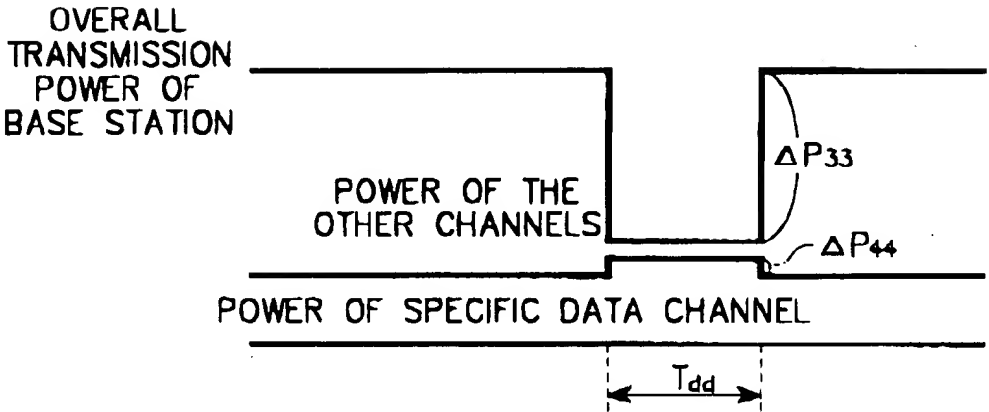 OVERALL
TRANSMISSION
POWER OF
BASE STATION
ΔP33
POWER OF THE
OTHER CHANNELS
ΔP44
POWER OF SPECIFIC DATA CHANNEL
Tdd